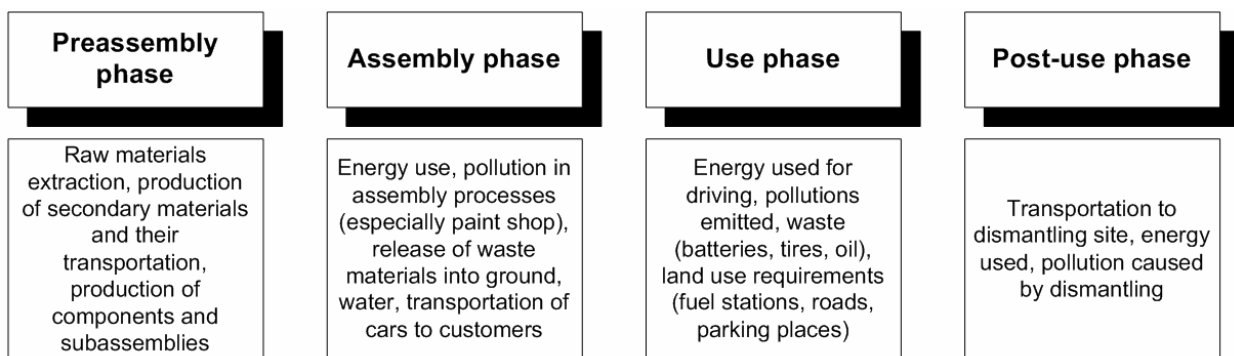 Preassembly
phase
Raw materials
extraction, production
of secondary materials
and their
transportation,
production of
components and
subassemblies
Assembly phase
Energy use, pollution in
assembly processes
(especially paint shop),
release of waste
materials into ground,
water, transportation of
cars to customers
Use phase
Energy used for
driving, pollutions
emitted, waste
(batteries, tires, oil),
land use requirements
(fuel stations, roads,
parking places)
Post-use phase
Transportation to
dismantling site, energy
used, pollution caused
by dismantling